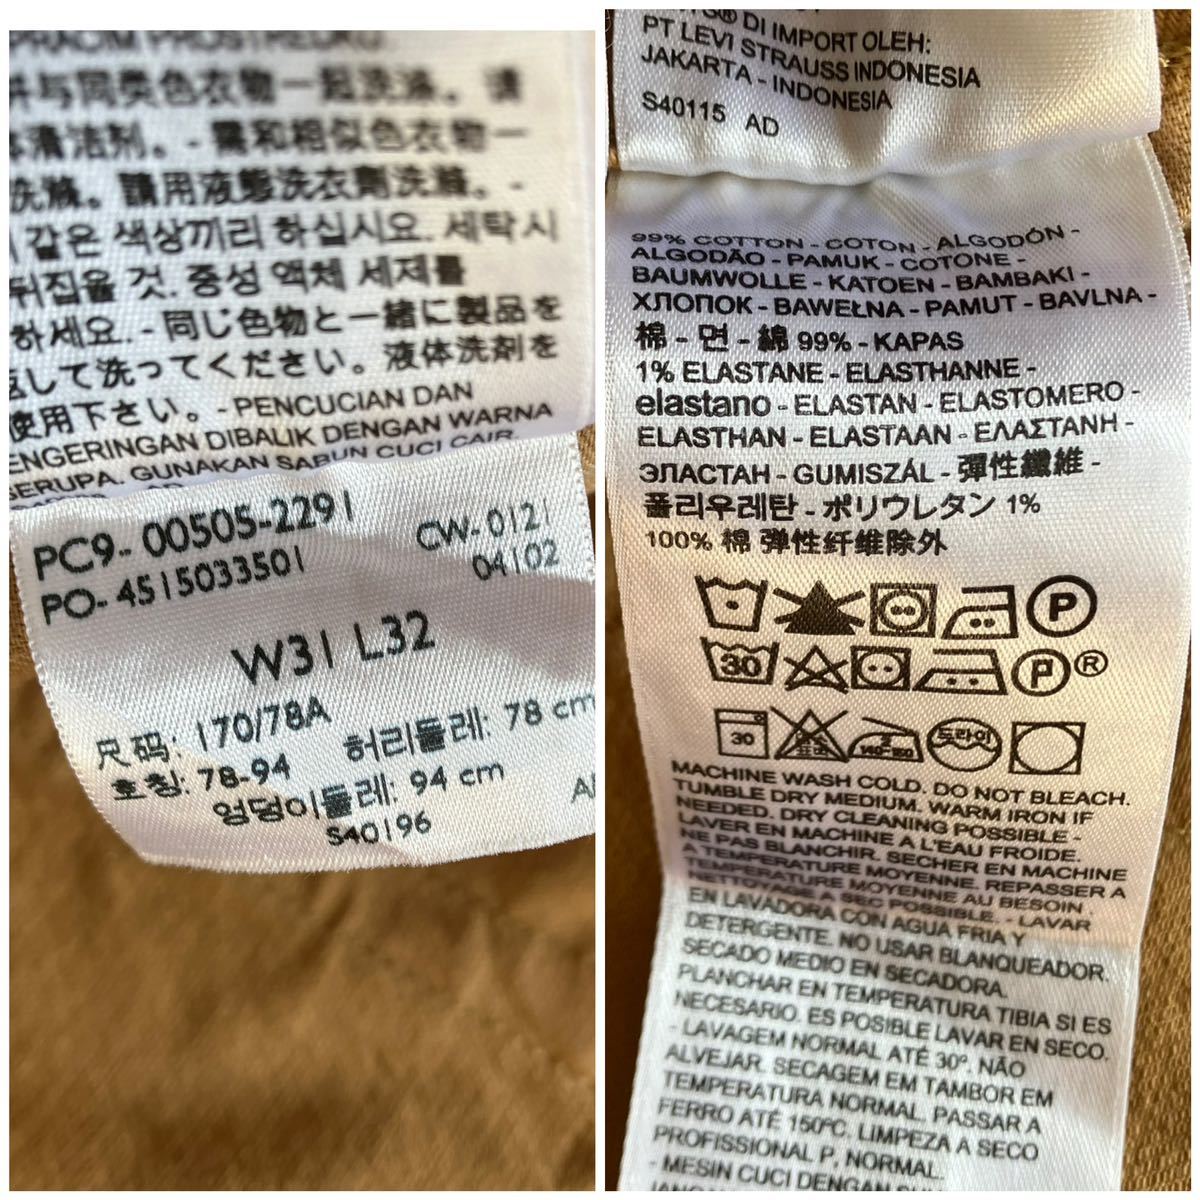 并与同类色衣物一起洗涤。请
体清洁剂。- 需和相似色衣物一
洗滌。請用液態洗衣劑洗滌。-
같은 색상끼리 하십시오. 세탁시
뒤집을 것. 중성 액체 세제를
하세요. - 同じ色物と一緒に製品を
返して洗ってください。液体洗剤を
使用下さい。- PENCUCIAN DAN
ENGERINGAN DIBALIK DENGAN WARNA
SERUPA. GUNAKAN SABUN CUCI CAIR
PC9- 00505-2291
CW-0121
PO- 4515033501
04102
W31 L32
尺码: 170/78A
허리둘레: 78 cm
호칭: 78-94
엉덩이둘레: 94 cm
S40196
® DI IMPORT OLEH:
PT LEVI STRAUSS INDONESIA
JAKARTA - INDONESIA
S40115 AD
99% COTTON - COTON - ALGODÓN -
ALGODÃO - PAMUK - COTONE -
BAUMWOLLE - KATOEN - BAMBAKI -
ХЛОПОК - BAWEŁNA - PAMUT - BAVLNA -
棉 - 면 - 綿 99% - KAPAS
1% ELASTANE - ELASTHANNE -
elastano - ELASTAN - ELASTOMERO -
ELASTHAN - ELASTAAN - ΕΛΑΣΤΑΝΗ -
ЭЛАСТАН - GUMISZÁL - 彈性纖維 -
폴리우레탄 - ポリウレタン 1%
100% 棉 弹性纤维除外
P
30 P ®
30 표백 140-160 드라이
MACHINE WASH COLD. DO NOT BLEACH.
TUMBLE DRY MEDIUM. WARM IRON IF
NEEDED. DRY CLEANING POSSIBLE -
LAVER EN MACHINE A L'EAU FROIDE.
NE PAS BLANCHIR. SECHER EN MACHINE
A TEMPERATURE MOYENNE. REPASSER A
TEMPERATURE MOYENNE AU BESOIN.
NETTOYAGE A SEC POSSIBLE. - LAVAR
EN LAVADORA CON AGUA FRIA Y
DETERGENTE. NO USAR BLANQUEADOR.
SECADO MEDIO EN SECADORA.
PLANCHAR EN TEMPERATURA TIBIA SI ES
NECESARIO. ES POSIBLE LAVAR EN SECO.
- LAVAGEM NORMAL ATÉ 30º. NÃO
ALVEJAR. SECAGEM EM TAMBOR EM
TEMPERATURA NORMAL. PASSAR A
FERRO ATÉ 150ºC. LIMPEZA A SECO
PROFISSIONAL P, NORMAL.
- MESIN CUCI DENGAN